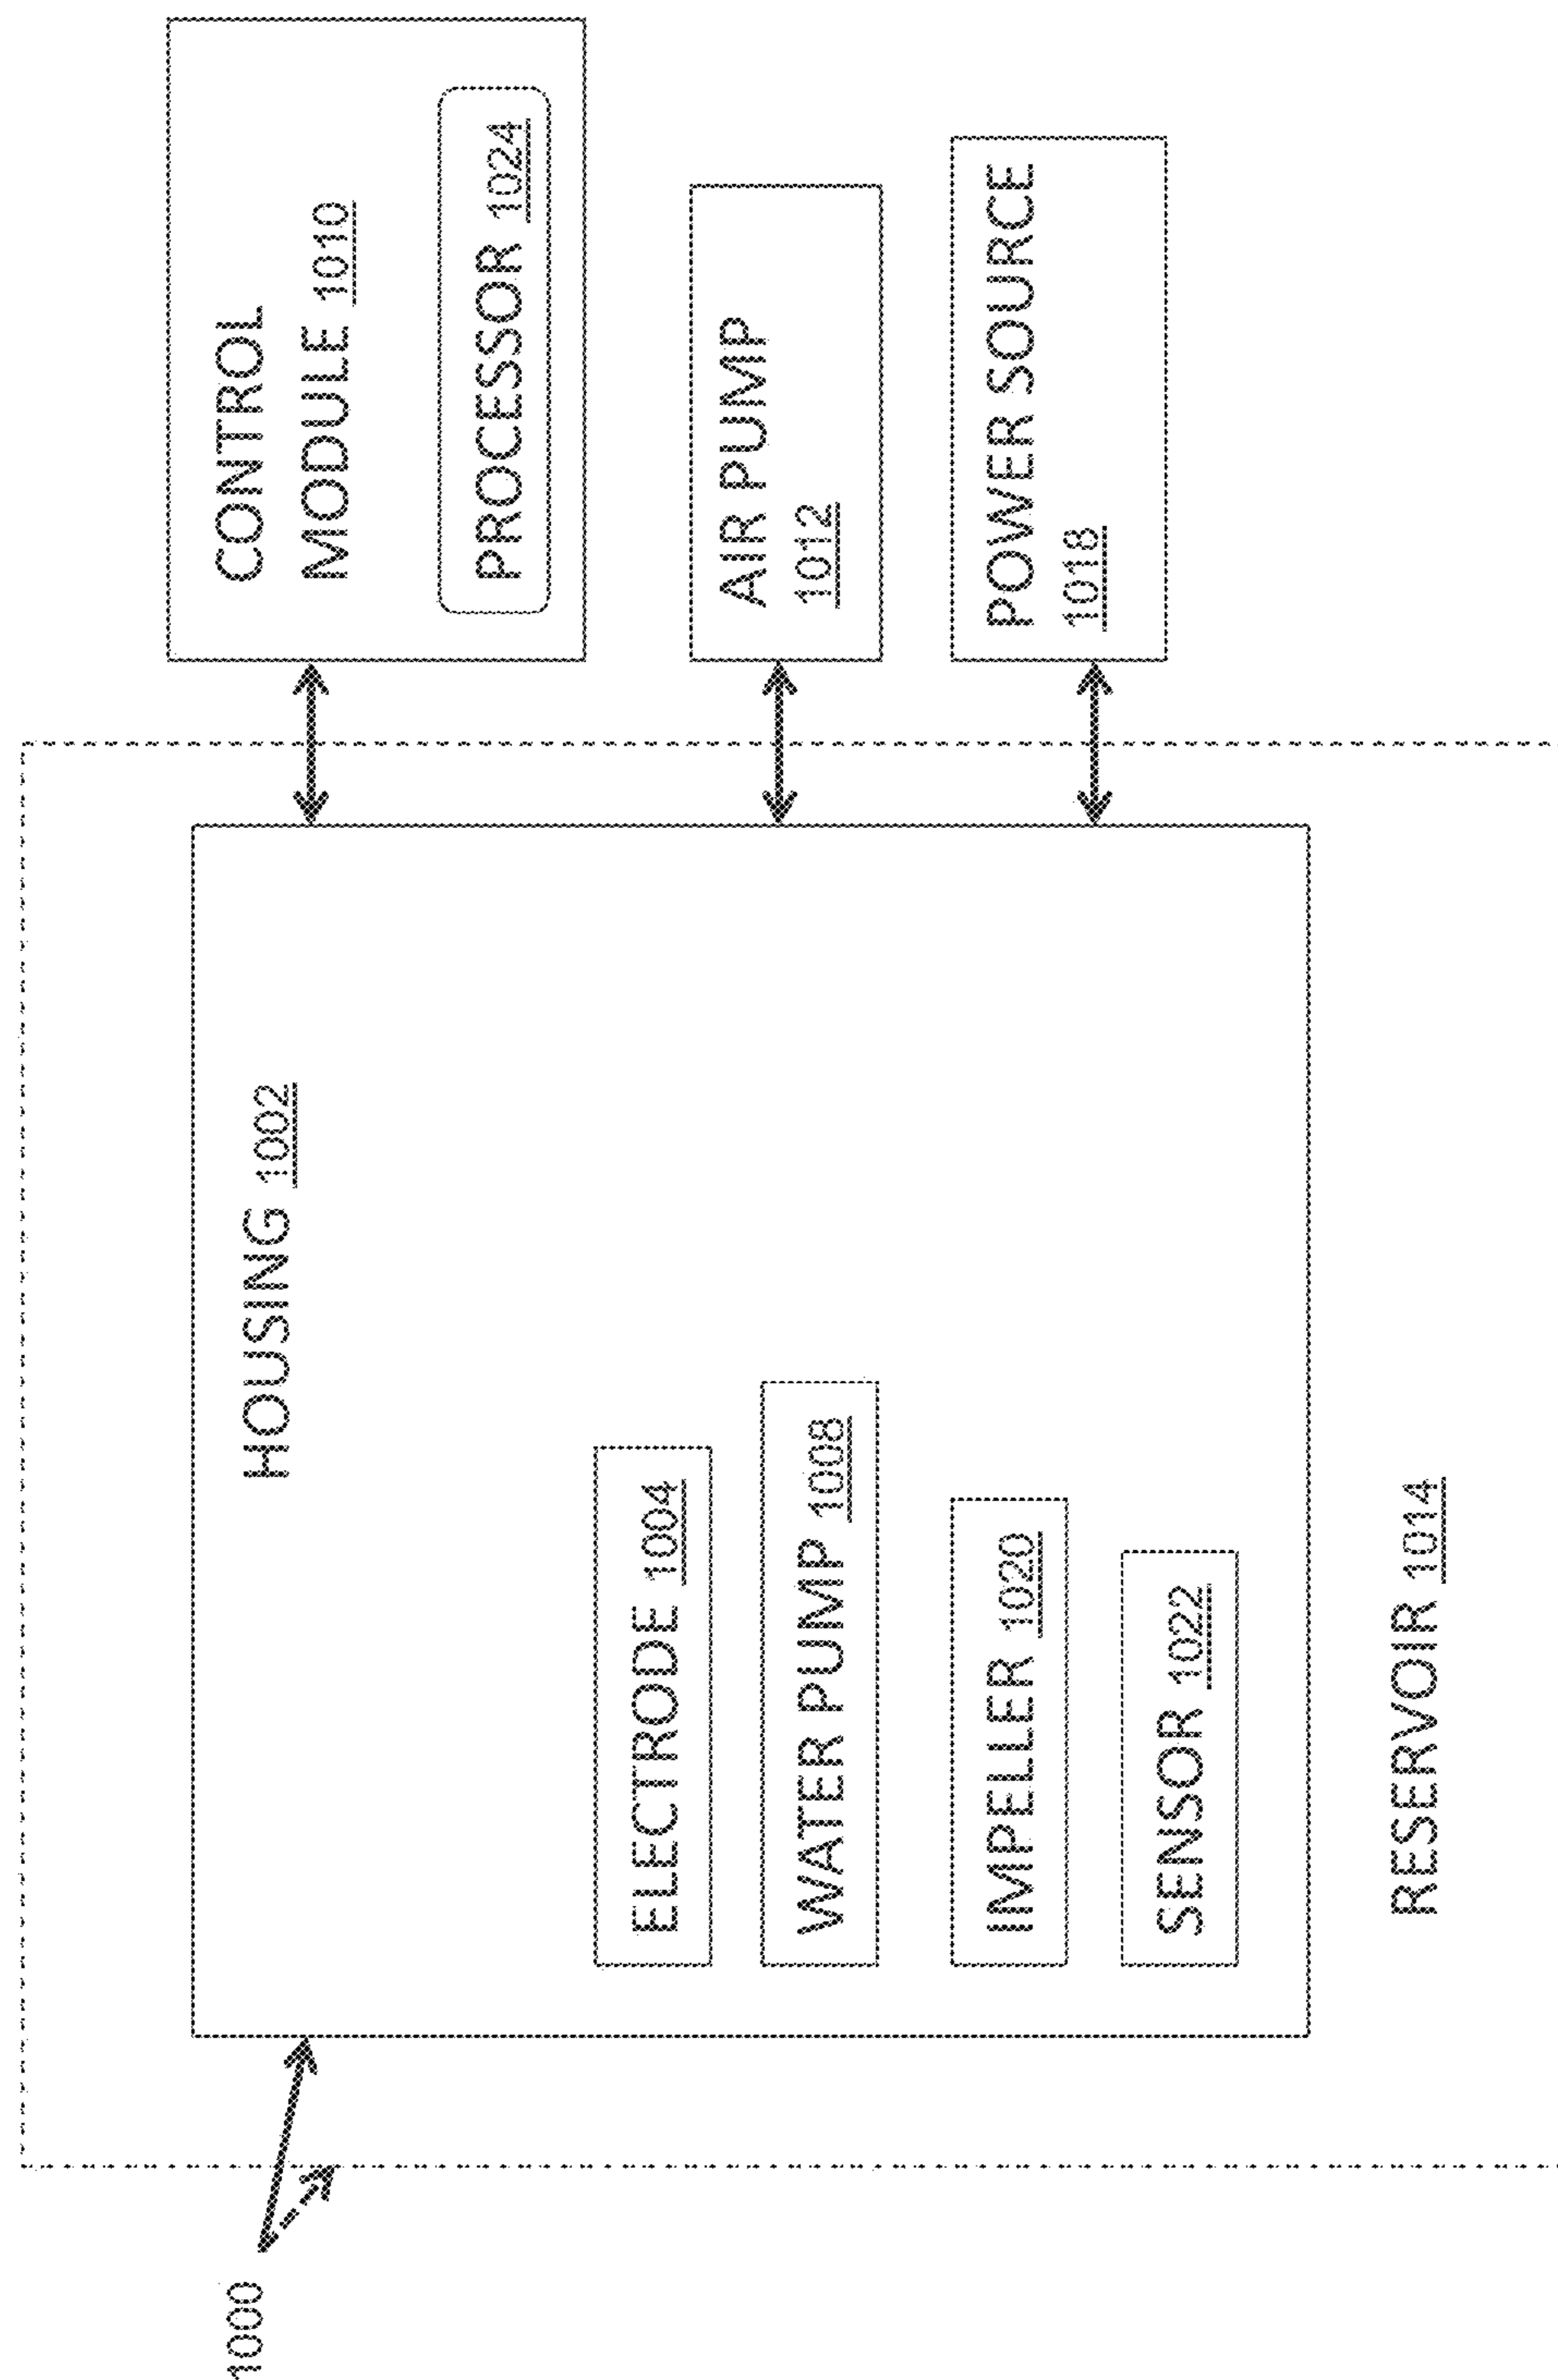 1000
HOUSING 1002
ELECTRODE 1004
WATER PUMP 1008
IMPELLER 1020
SENSOR 1022
RESERVOIR 1014
CONTROL
MODULE 1010
PROCESSOR 1024
AIR PUMP
1012
POWER SOURCE
1018